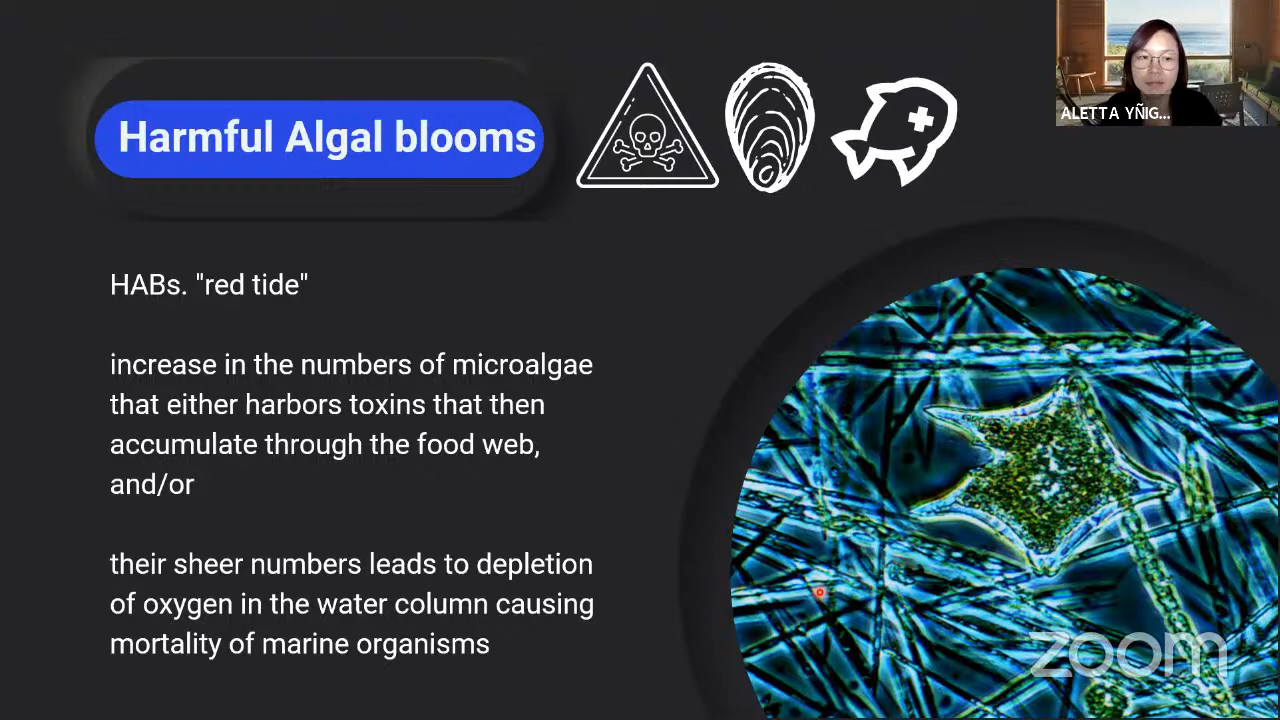 Harmful Algal blooms
ALETTA YÑIG...
HABs. "red tide"
increase in the numbers of microalgae
that either harbors toxins that then
accumulate through the food web,
and/or
their sheer numbers leads to depletion
of oxygen in the water column causing
mortality of marine organisms
zoom